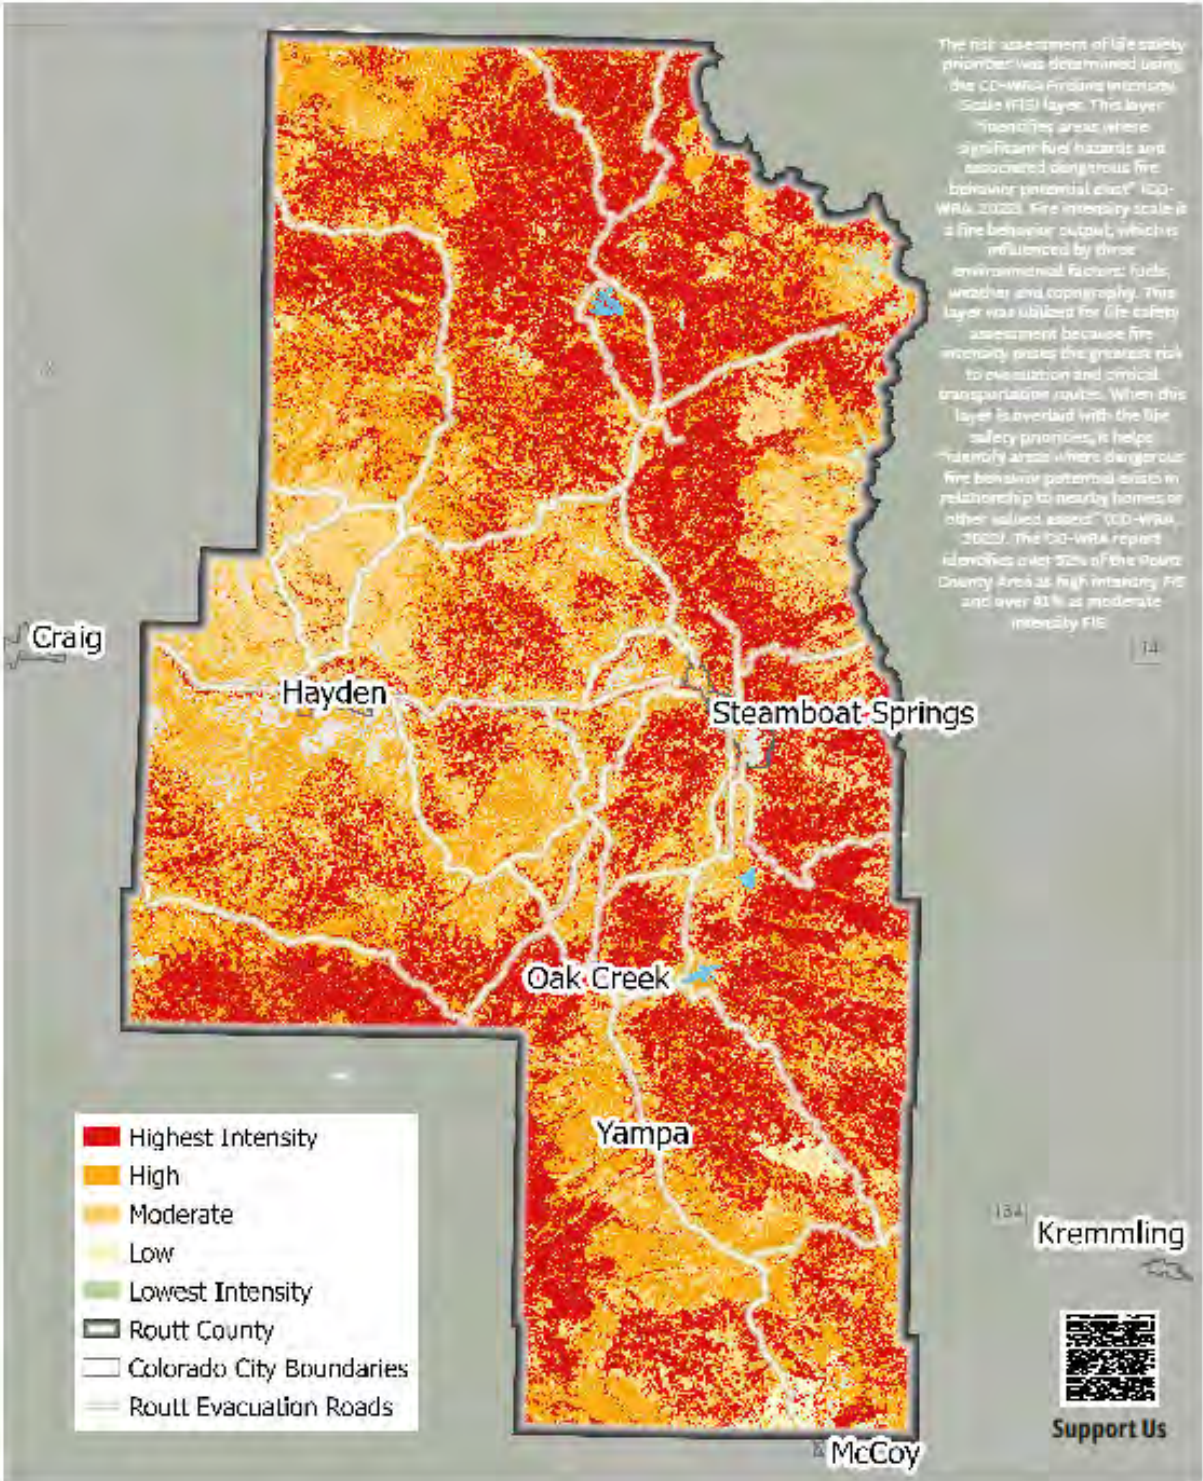 The risk assessment of life safety
priorities was determined using
the CO-WRA Fireline Intensity
Scale (FIS) layer. This layer
"identifies areas where
significant fuel hazards and
associated dangerous fire
behavior potential exist" (CO-
WRA, 2022). Fire intensity scale is
a fire behavior output, which is
influenced by three
environmental factors: fuels,
weather and topography. This
layer was utilized for life safety
assessment because fire
intensity poses the greatest risk
to evacuation and critical
transportation routes. When this
layer is overlaid with the life
safety priorities, it helps
"identify areas where dangerous
fire behavior potential exists in
relationship to nearby homes or
other valued assets" (CO-WRA,
2022). The CO-WRA report
identifies over 52% of the Routt
County Area as high intensity FIS
and over 41% as moderate
intensity FIS
Craig
14
Hayden
Steamboat Springs
Oak Creek
Yampa
Highest Intensity
High
Moderate
Low
Lowest Intensity
Routt County
Colorado City Boundaries
Routt Evacuation Roads
134
Kremmling
Support Us
McCoy